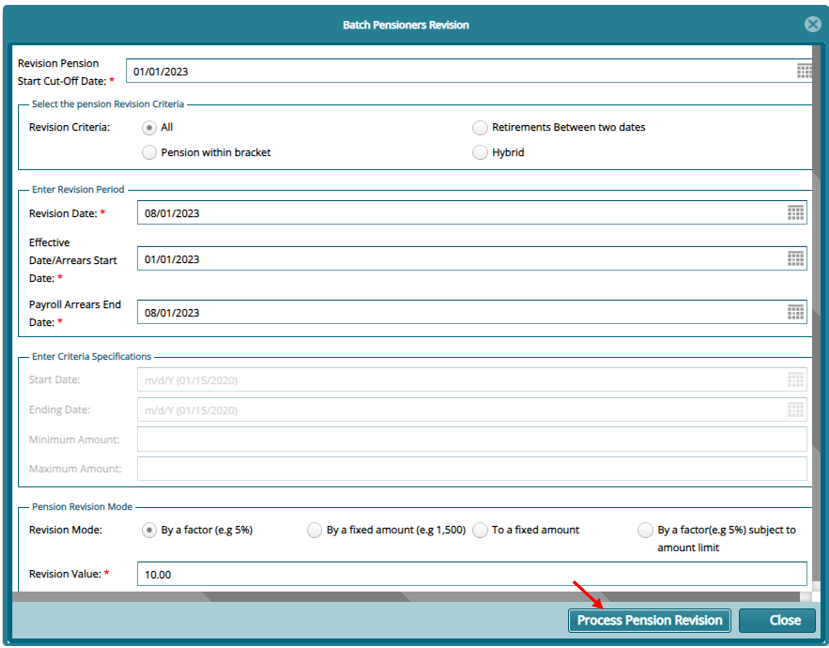 Batch Pensioners Revision
Revision Pension
Start Cut-Off Date: *
01/01/2023
Select the pension Revision Criteria
Revision Criteria:
All
Retirements Between two dates
Pension within bracket
Hybrid
Enter Revision Period
Revision Date: *
08/01/2023
Effective
Date/Arrears Start
Date: *
01/01/2023
Payroll Arrears End
Date: *
08/01/2023
Enter Criteria Specifications
Start Date:
m/d/Y (01/15/2020)
Ending Date:
m/d/Y (01/15/2020)
Minimum Amount:
Maximum Amount:
Pension Revision Mode
Revision Mode:
By a factor (e.g 5%)
By a fixed amount (e.g 1,500)
To a fixed amount
By a factor(e.g 5%) subject to
amount limit
Revision Value: *
10.00
Process Pension Revision
Close